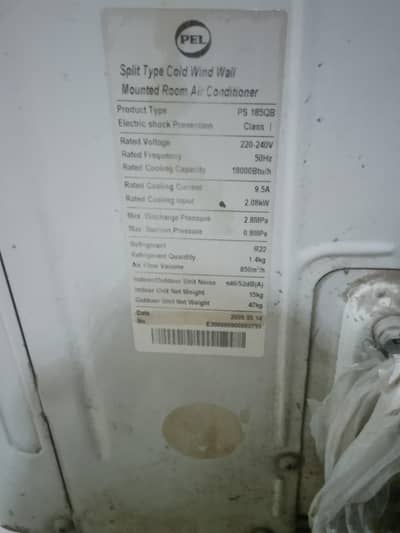 PEL
Split Type Cold Wind Wall
Mounted Room Air Conditioner
Product Type PS 185QB
Electric shock Prevention Class I
Rated Voltage 220-240V
Rated Frequency 50Hz
Rated Cooling Capacity 18000Btu/h
Rated Cooling Current 9.5A
Rated Cooling Input 2.08kW
Max. Discharge Pressure 2.8MPa
Max. Suction Pressure 0.8MPa
Refrigerant R22
Refrigerant Quantity 1.4kg
Air Flow Volume 850m³/h
Indoor/Outdoor Unit Noise ≤46/52dB(A)
Indoor Unit Net Weight 15kg
Outdoor Unit Net Weight 47kg
Date
No.